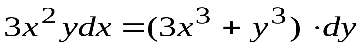 3x²ydx=(3x³ + y³) ·dy